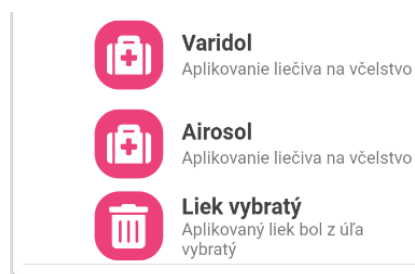 Varidol
Aplikovanie liečiva na včelstvo
Airosol
Aplikovanie liečiva na včelstvo
Liek vybratý
Aplikovaný liek bol z úľa
vybratý